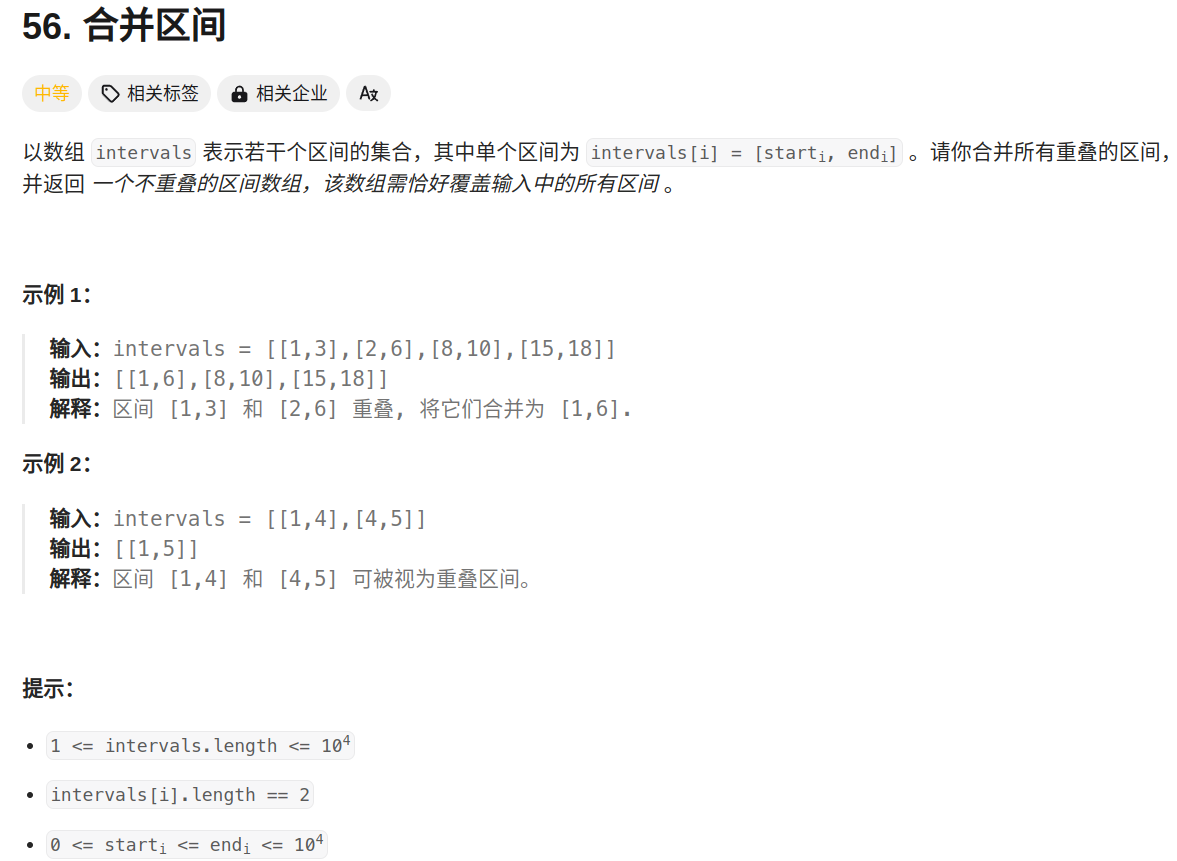 56. 合并区间
中等 相关标签 相关企业 A文
以数组 intervals 表示若干个区间的集合，其中单个区间为 intervals[i] = [starti, endi] 。请你合并所有重叠的区间，
并返回 一个不重叠的区间数组，该数组需恰好覆盖输入中的所有区间 。
示例 1：
输入：intervals = [[1,3],[2,6],[8,10],[15,18]]
输出：[[1,6],[8,10],[15,18]]
解释：区间 [1,3] 和 [2,6] 重叠, 将它们合并为 [1,6].
示例 2：
输入：intervals = [[1,4],[4,5]]
输出：[[1,5]]
解释：区间 [1,4] 和 [4,5] 可被视为重叠区间。
提示：
• 1 <= intervals.length <= 10⁴
• intervals[i].length == 2
• 0 <= starti <= endi <= 10⁴